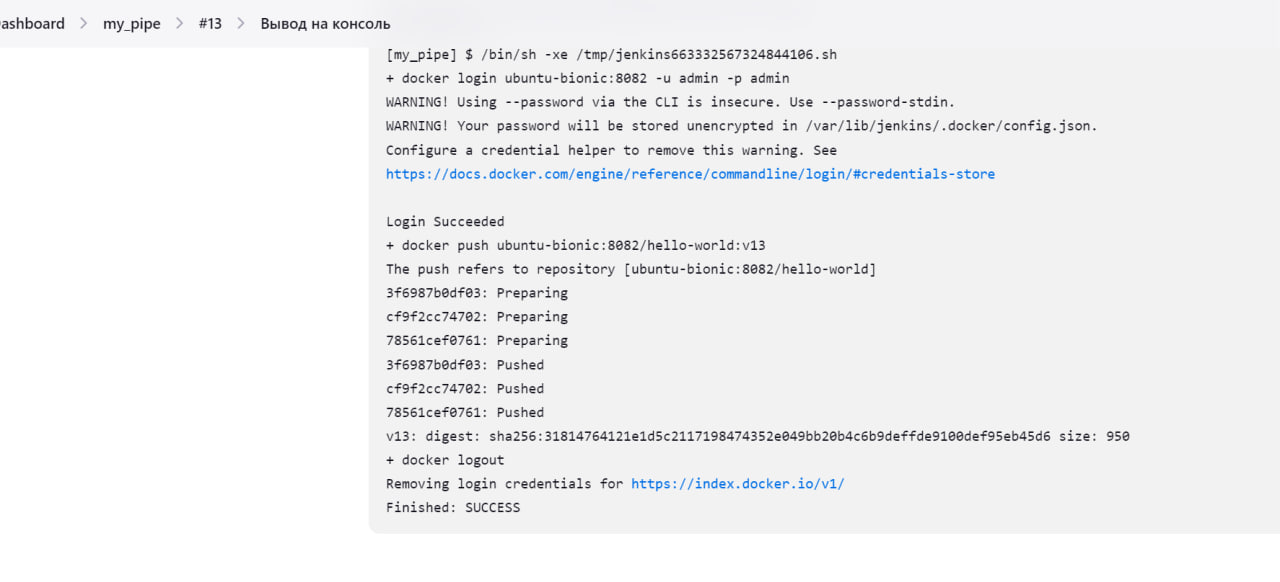 my_pipe
#13
Вывод на консоль
[my_pipe] $ /bin/sh -xe /tmp/jenkins663332567324844106.sh
+ docker login ubuntu-bionic:8082 -u admin -p admin
WARNING! Using --password via the CLI is insecure. Use --password-stdin.
WARNING! Your password will be stored unencrypted in /var/lib/jenkins/.docker/config.json.
Configure a credential helper to remove this warning. See
https://docs.docker.com/engine/reference/commandline/login/#credentials-store
Login Succeeded
+ docker push ubuntu-bionic:8082/hello-world:v13
The push refers to repository [ubuntu-bionic:8082/hello-world]
3f6987b0df03: Preparing
cf9f2cc74702: Preparing
78561cef0761: Preparing
3f6987b0df03: Pushed
cf9f2cc74702: Pushed
78561cef0761: Pushed
v13: digest: sha256:31814764121e1d5c2117198474352e049bb20b4c6b9deffde9100def95eb45d6 size: 950
+ docker logout
Removing login credentials for https://index.docker.io/v1/
Finished: SUCCESS